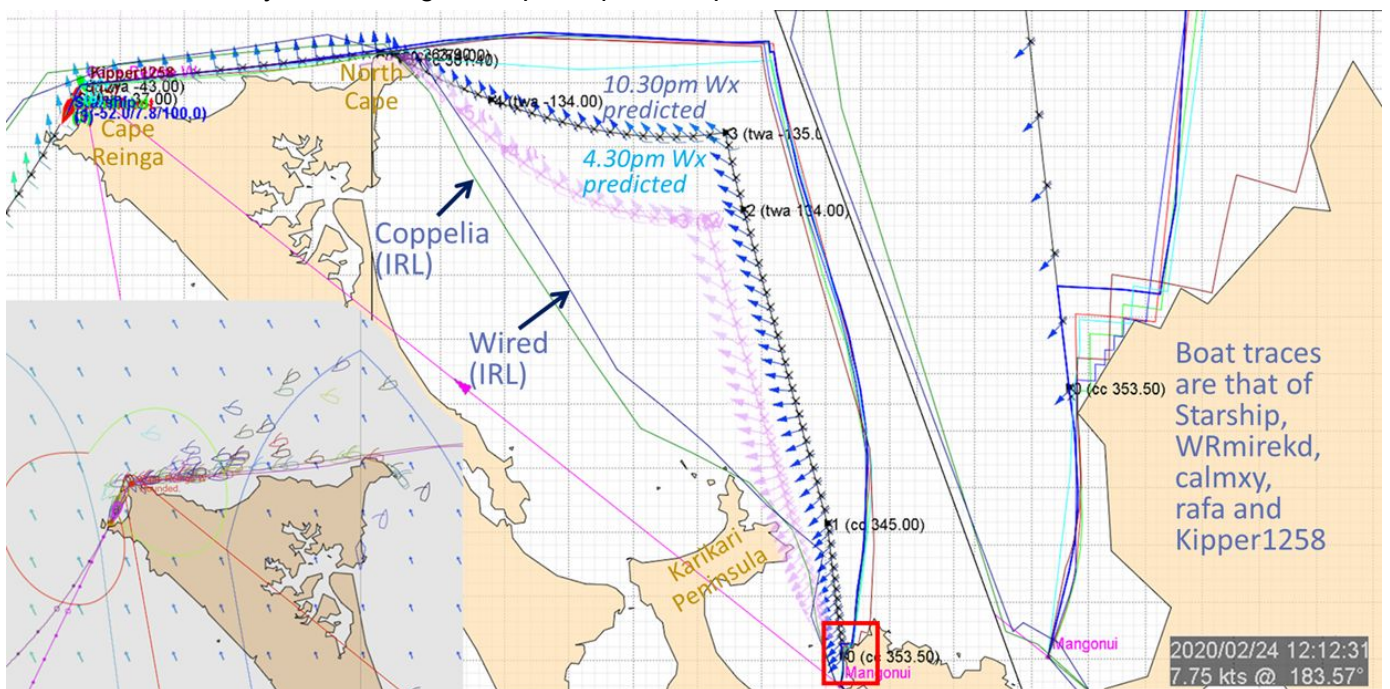 Kipper1258
Cape
Reinga
North
Cape
10.30pm Wx
predicted
4 (twa -134.00)
3 (twa -135.0
4.30pm Wx
predicted
2 (twa 134.00)
Coppelia
(IRL)
Wired
(IRL)
0 (cc 353.50)
Boat traces
are that of
Starship,
WRmirekd,
calmxy,
rafa and
Kipper1258
1 (cc 345.00)
Karikari
Peninsula
0 (cc 353.50)
Mangonui
Mangonui
2020/02/24 12:12:31
7.75 kts @ 183.57°